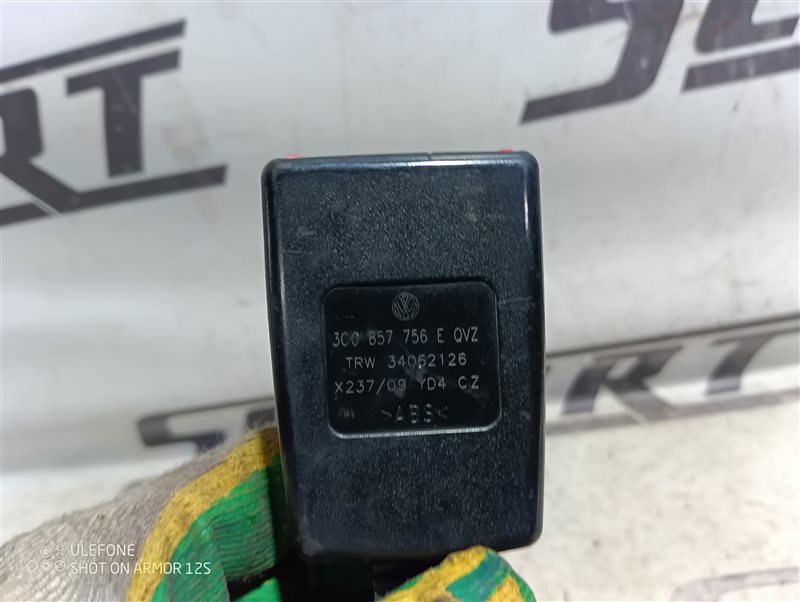 3C0 857 756 E QVZ
TRW 34062126
X237/09 YD4 CZ
>ABS<
ULEFONE
SHOT ON ARMOR 12S